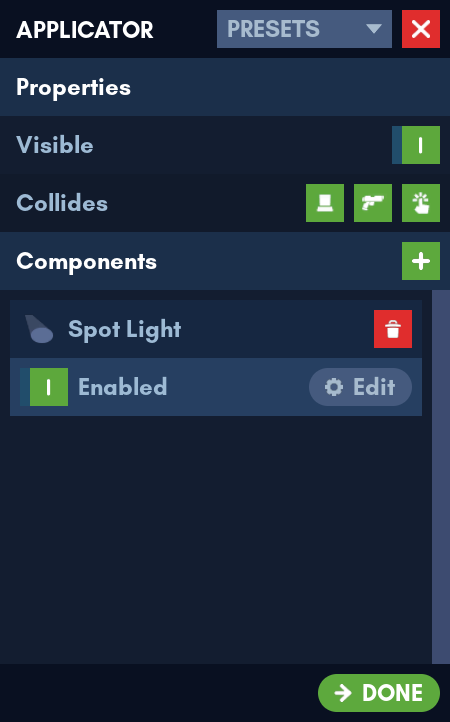 APPLICATOR
PRESETS
Properties
Visible
Collides
Components
Spot Light
Enabled
Edit
DONE